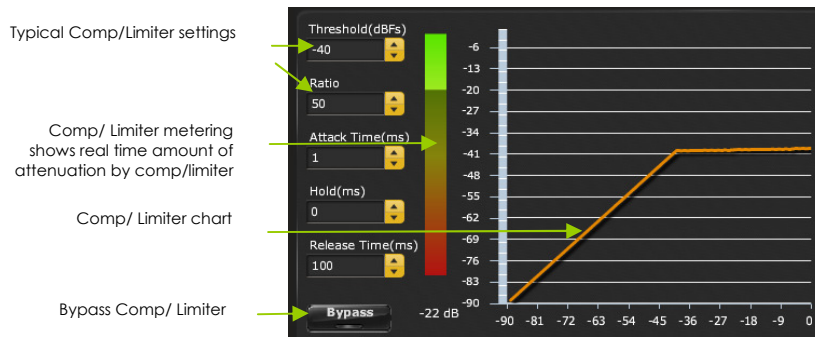 Typical Comp/Limiter settings
Comp/ Limiter metering
shows real time amount of
attenuation by comp/limiter
Comp/ Limiter chart
Bypass Comp/ Limiter
Threshold(dBFs)
-40
Ratio
50
Attack Time(ms)
1
Hold(ms)
0
Release Time(ms)
100
Bypass
-22 dB
-6
-13
-20
-27
-34
-41
-48
-55
-62
-69
-76
-83
-90
-90 -81 -72 -63 -54 -45 -36 -27 -18 -9 0